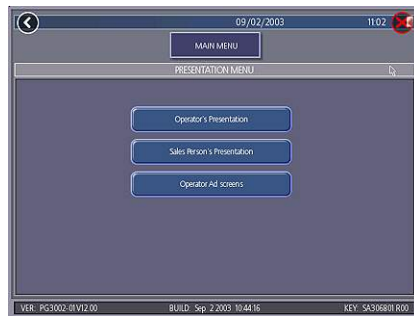 09/02/2003 11:02
MAIN MENU
PRESENTATION MENU
Operator's Presentation
Sales Person's Presentation
Operator Ad screens
VER: PG3002-01V12.00 BUILD Sep 2 2003 10:44:16 KEY SA306801 R00